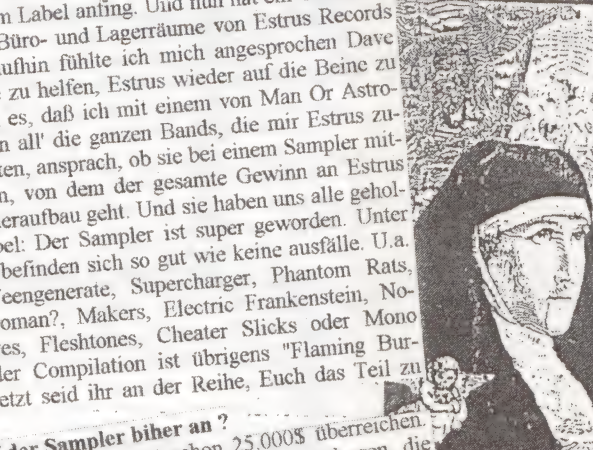 m Label anfing. Und nun hat
Büro- und Lagerräume von Estrus Records
ufhin fühlte ich mich angesprochen Dave
zu helfen, Estrus wieder auf die Beine zu
es, daß ich mit einem von Man Or Astro-
n all' die ganzen Bands, die mir Estrus zu-
ten, ansprach, ob sie bei einem Sampler mit-
n, von dem der gesamte Gewinn an Estrus
eraufbau geht. Und sie haben uns alle gehol-
bel: Der Sampler ist super geworden. Unter
befinden sich so gut wie keine ausfälle. U.a.
eengenerate, Supercharger, Phantom Rats,
oman?, Makers, Electric Frankenstein, No-
es, Fleshtones, Cheater Slicks oder Mono
der Compilation ist übrigens "Flaming Bur-
etzt seid ihr an der Reihe, Euch das Teil zu
der Sampler biher an ?
chon 25.000$ überreichen.
die